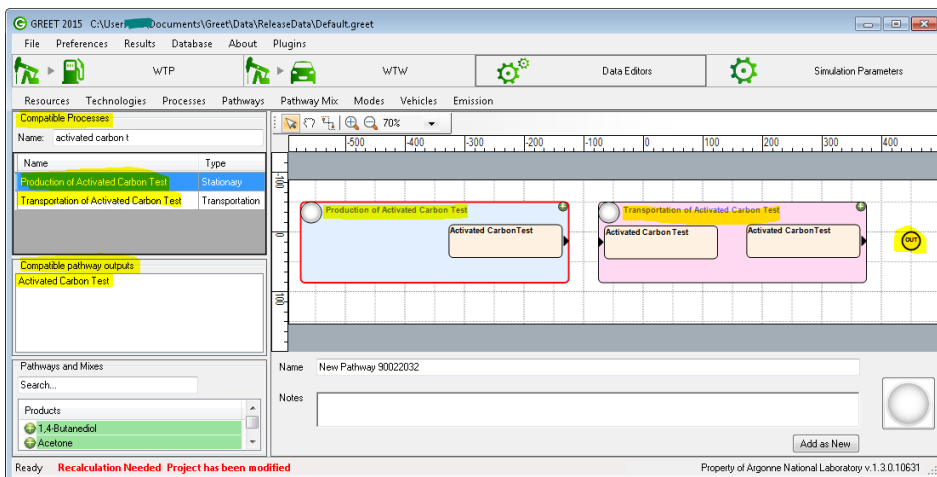 GREET 2015 C:\User Documents\Greet\Data\ReleaseData\Default.greet
File Preferences Results Database About Plugins
WTP WTW Data Editors Simulation Parameters
Resources Technologies Processes Pathways Pathway Mix Modes Vehicles Emission
Compatible Processes
Name: activated carbon t
70%
Name Type
Production of Activated Carbon Test Stationary
Transportation of Activated Carbon Test Transportation
-500 -400 -300 -200 -100 0 100 200 300 400
-100
0
100
Production of Activated Carbon Test
Activated CarbonTest
Transportation of Activated Carbon Test
Activated Carbon Test
Activated CarbonTest
OUT
Compatible pathway outputs
Activated Carbon Test
Pathways and Mixes
Search...
Products
1,4-Butanediol
Acetone
Name New Pathway 90022032
Notes
Add as New
Ready Recalculation Needed Project has been modified
Property of Argonne National Laboratory v.1.3.0.10631